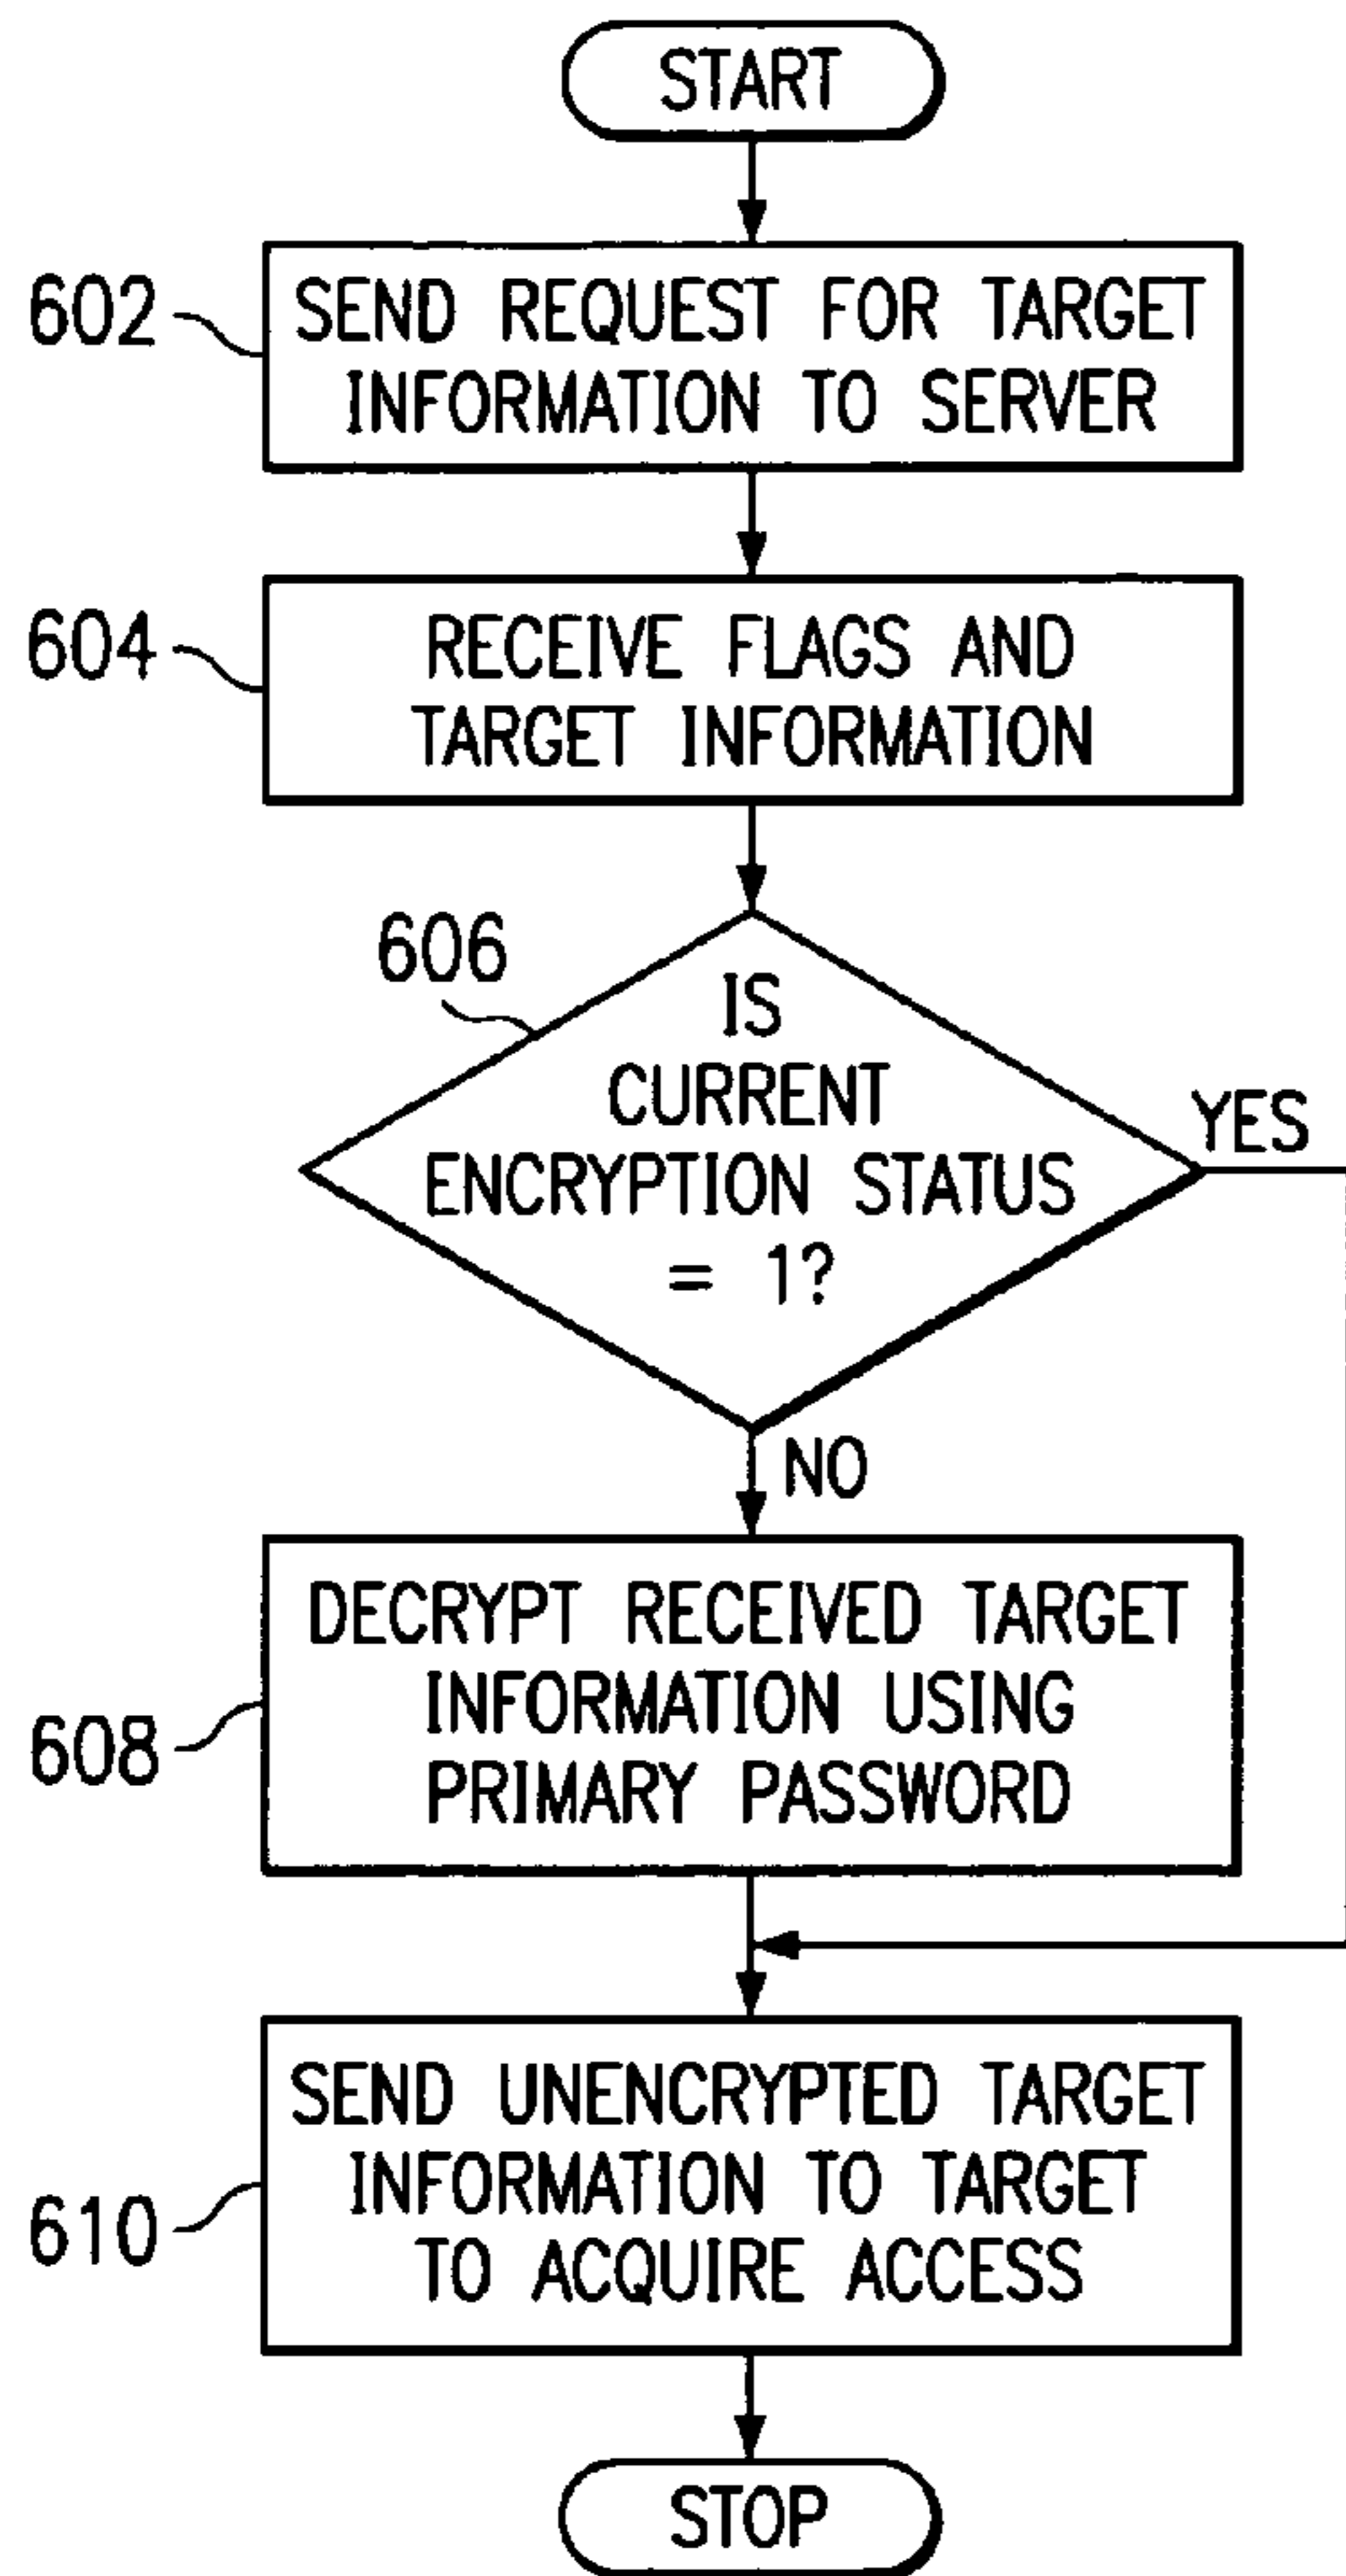 START
602
SEND REQUEST FOR TARGET
INFORMATION TO SERVER
604
RECEIVE FLAGS AND
TARGET INFORMATION
606
IS
CURRENT
ENCRYPTION STATUS
= 1?
YES
NO
608
DECRYPT RECEIVED TARGET
INFORMATION USING
PRIMARY PASSWORD
610
SEND UNENCRYPTED TARGET
INFORMATION TO TARGET
TO ACQUIRE ACCESS
STOP